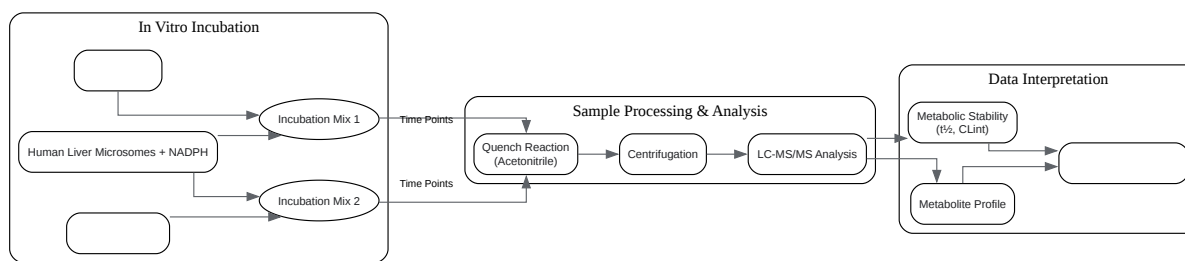 In Vitro Incubation
Incubation Mix 1
Human Liver Microsomes + NADPH
Incubation Mix 2
Time Points
Time Points
Sample Processing & Analysis
Quench Reaction
(Acetonitrile)
Centrifugation
LC-MS/MS Analysis
Data Interpretation
Metabolic Stability
(t½, CLint)
Metabolite Profile